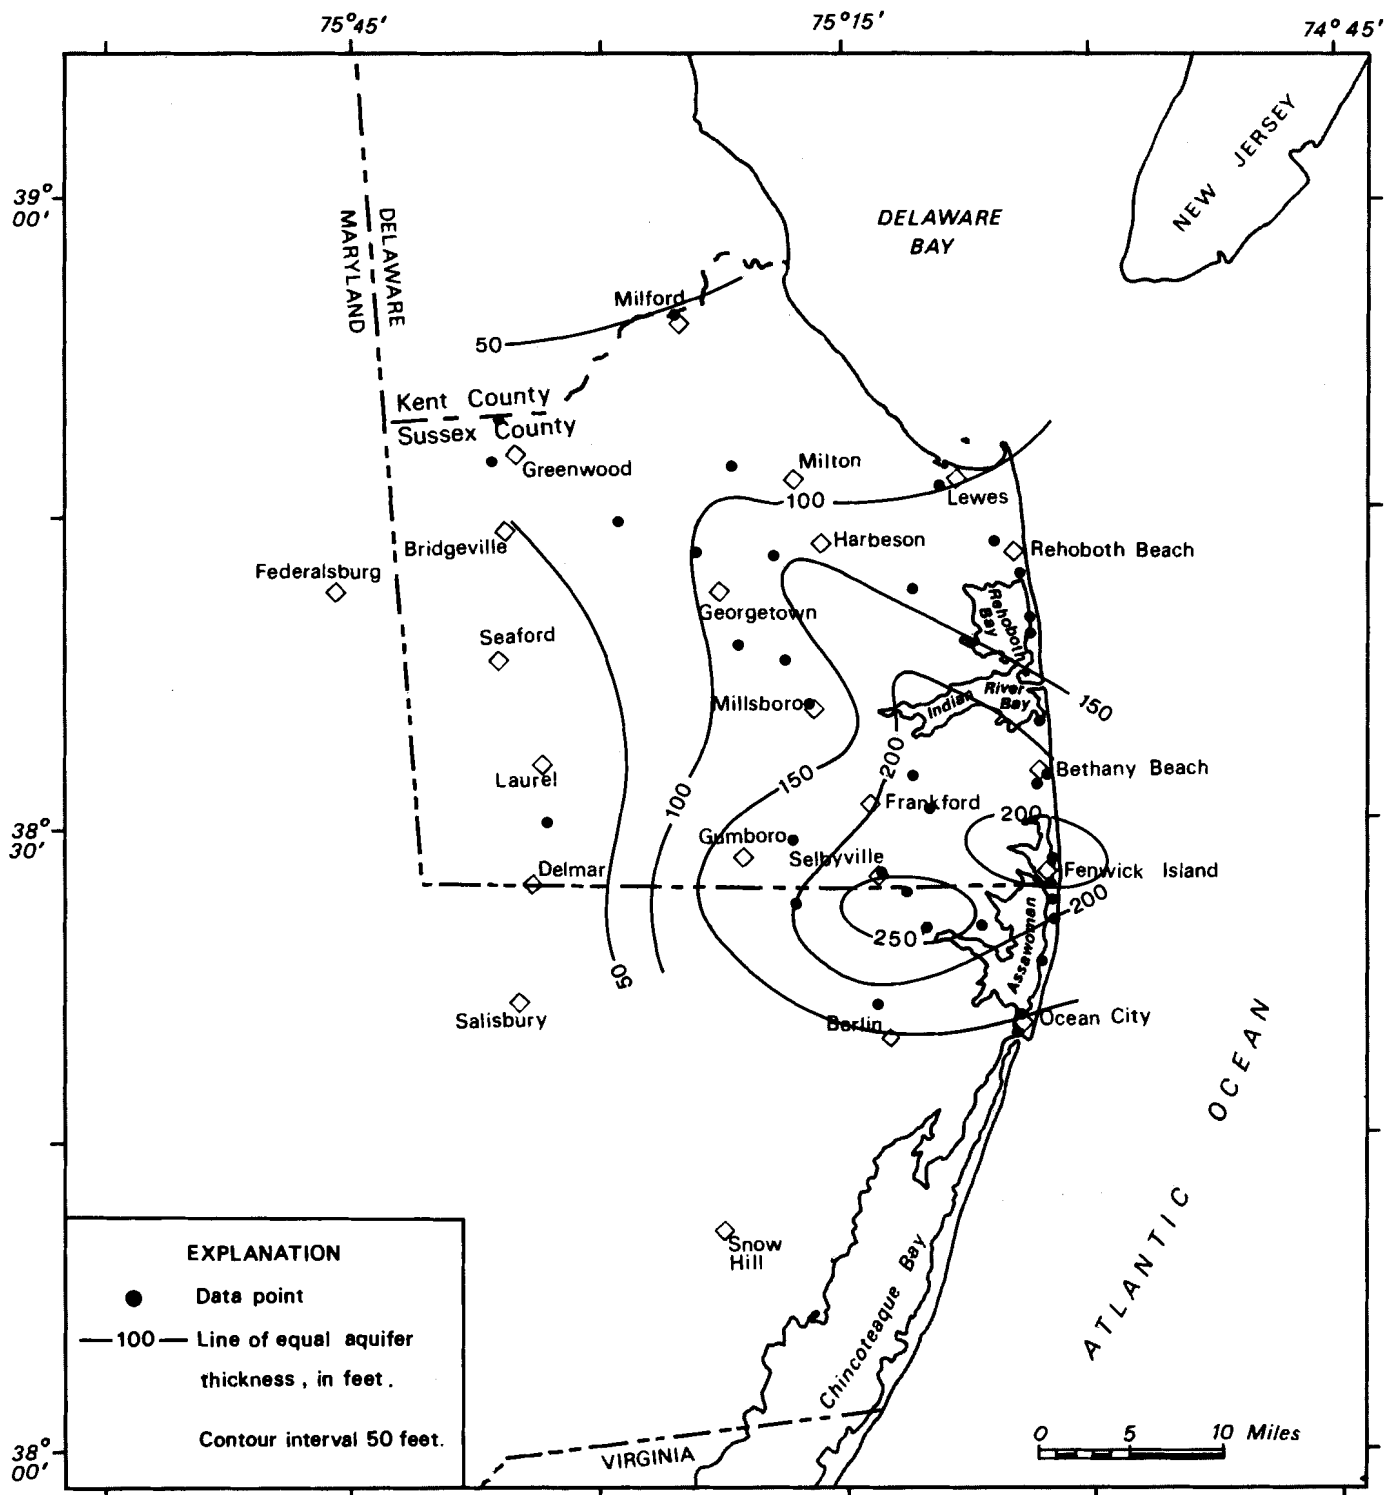 75°45'
75°15'
74°45'
39°
00'
DELAWARE
BAY
NEW JERSEY
MARYLAND
DELAWARE
Milford
50
Kent County
Sussex County
Greenwood
Milton
100
Lewes
Bridgeville
Harbeson
Rehoboth Beach
Federalsburg
Georgetown
Rehoboth
Bay
Seaford
Millsboro
Indian
River
Bay
150
200
Bethany Beach
Laurel
150
100
Frankford
200
38°
30'
Gumboro
Selbyville
Delmar
Fenwick Island
200
250
Assawoman
50
Salisbury
Berlin
Ocean City
ATLANTIC OCEAN
Snow
Hill
Chincoteaque Bay
EXPLANATION
Data point
100 Line of equal aquifer
thickness, in feet.
Contour interval 50 feet.
0 5 10 Miles
38°
00'
VIRGINIA